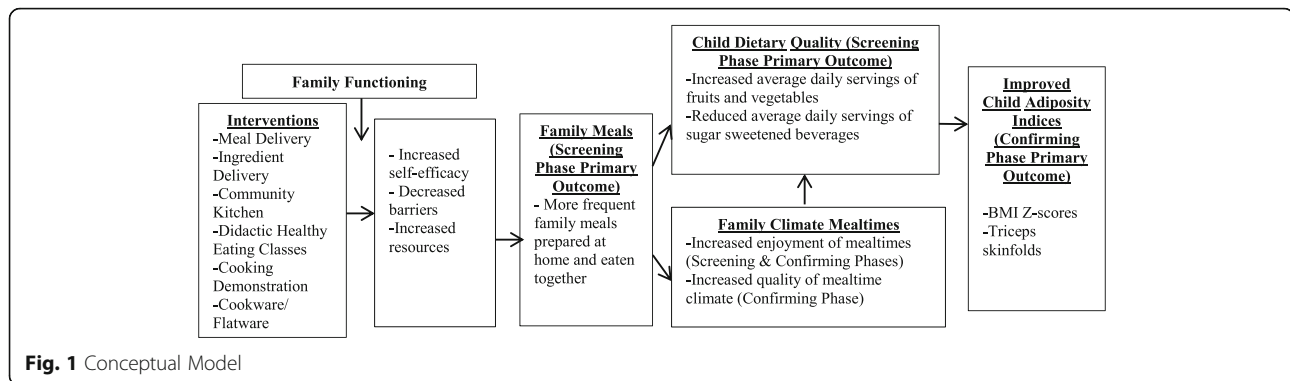 Family Functioning
Interventions
-Meal Delivery
-Ingredient
Delivery
-Community
Kitchen
-Didactic Healthy
Eating Classes
-Cooking
Demonstration
-Cookware/
Flatware
- Increased
self-efficacy
- Decreased
barriers
-Increased
resources
Family Meals
(Screening
Phase Primary
Outcome)
- More frequent
family meals
prepared at
home and eaten
together
Child Dietary Quality (Screening
Phase Primary Outcome)
-Increased average daily servings of
fruits and vegetables
-Reduced average daily servings of
sugar sweetened beverages
Family Climate Mealtimes
-Increased enjoyment of mealtimes
(Screening & Confirming Phases)
-Increased quality of mealtime
climate (Confirming Phase)
Improved
Child Adiposity
Indices
(Confirming
Phase Primary
Outcome)
-BMI Z-scores
-Triceps
skinfolds
Fig. 1 Conceptual Model